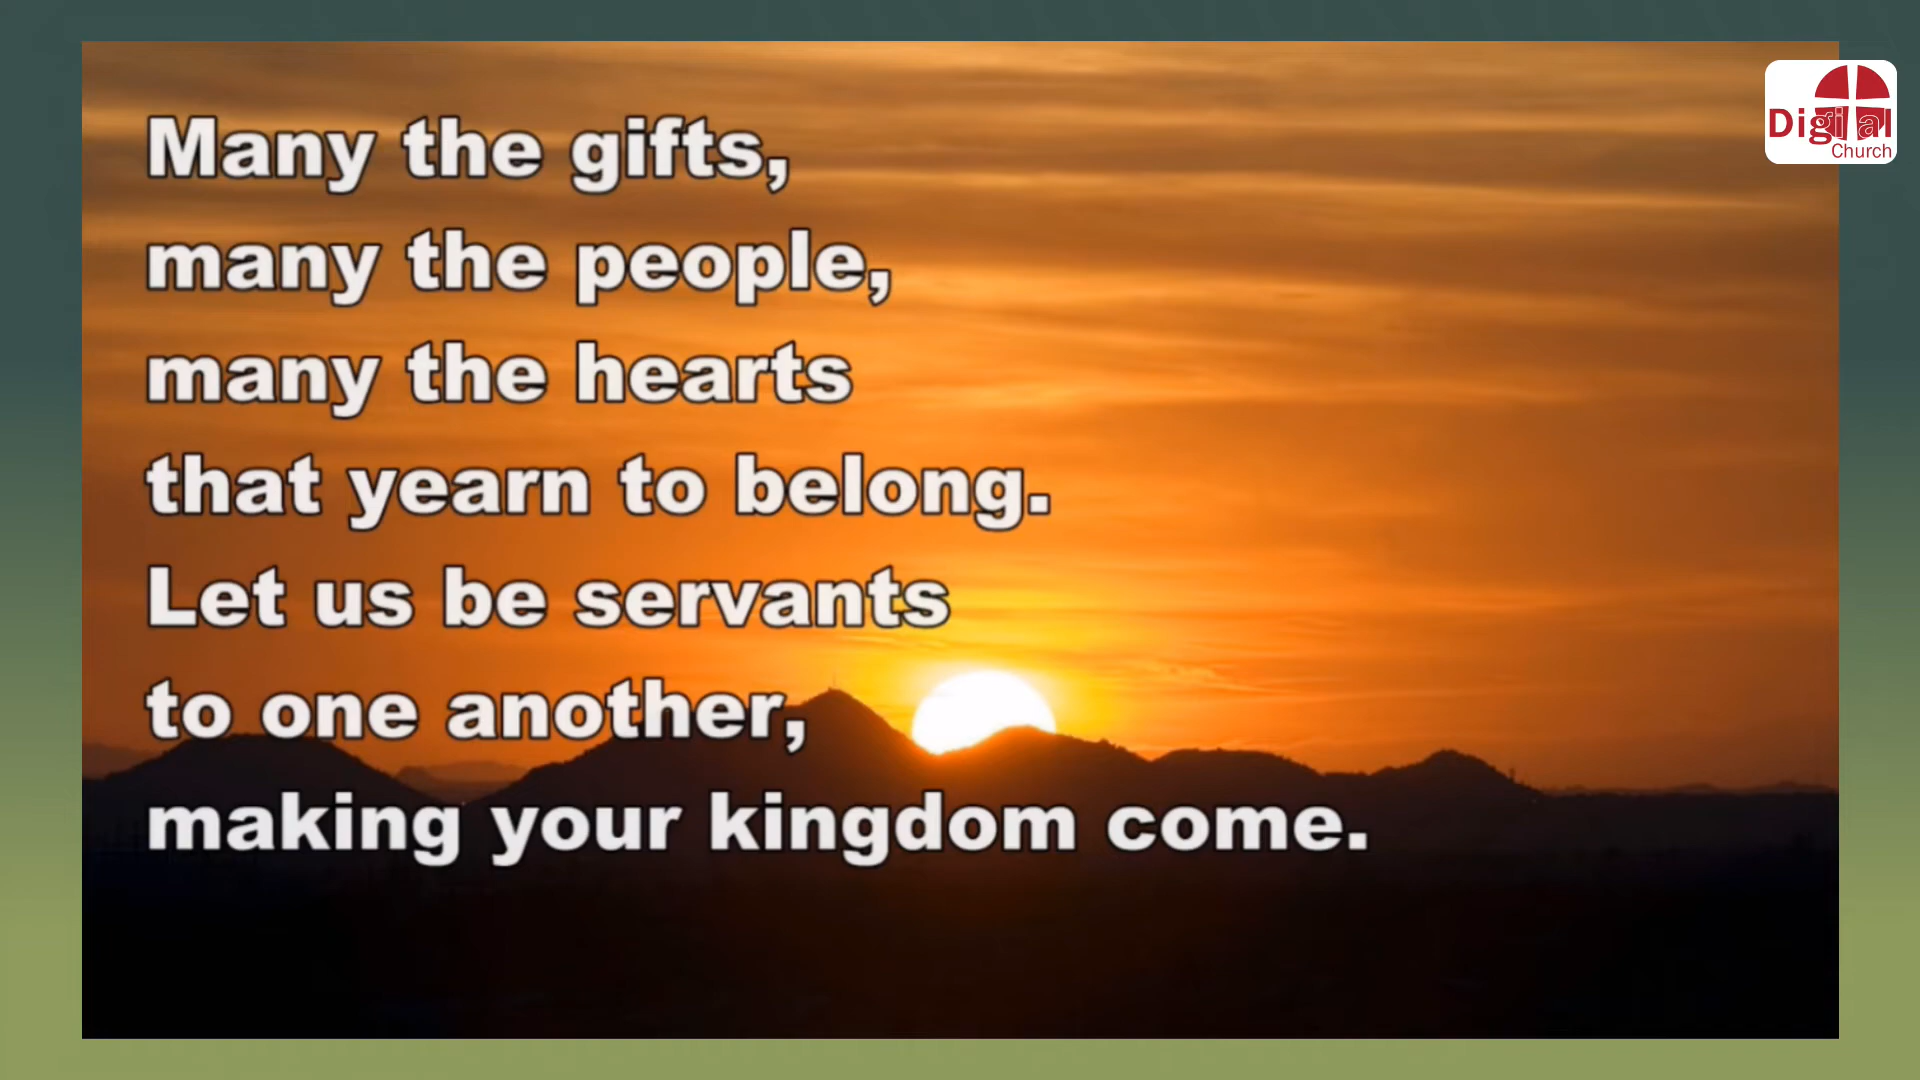 Many the gifts,
many the people,
many the hearts
that yearn to belong.
Let us be servants
to one another,
making your kingdom come.
Digital
Church